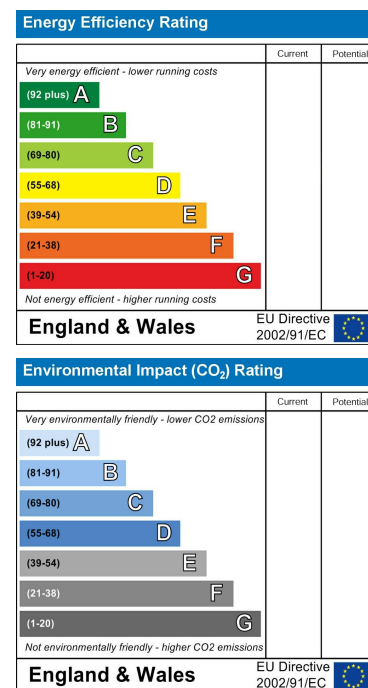 Energy Efficiency Rating
Current Potential
Very energy efficient - lower running costs
(92 plus) A
(81-91) B
(69-80) C
(55-68) D
(39-54) E
(21-38) F
(1-20) G
Not energy efficient - higher running costs
England & Wales
EU Directive
2002/91/EC
Environmental Impact (CO₂) Rating
Current Potential
Very environmentally friendly - lower CO2 emissions
(92 plus) A
(81-91) B
(69-80) C
(55-68) D
(39-54) E
(21-38) F
(1-20) G
Not environmentally friendly - higher CO2 emissions
England & Wales
EU Directive
2002/91/EC